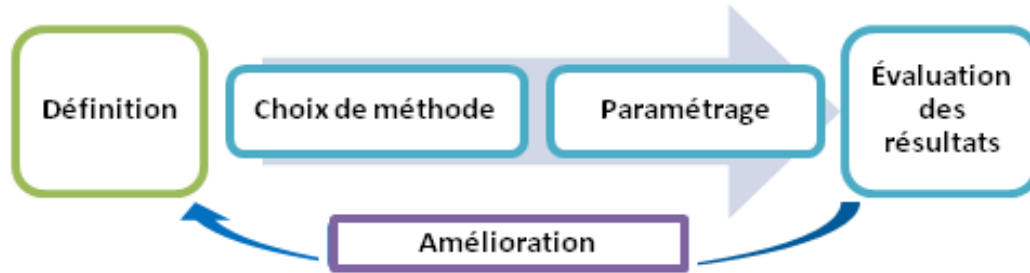 Définition
Choix de méthode
Paramétrage
Évaluation
des
résultats
Amélioration